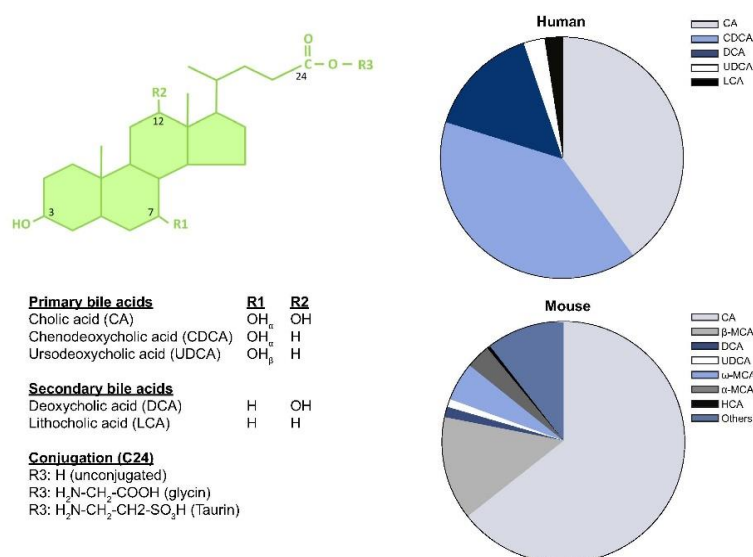 O
C – O – R3
24
R2
12
3
7
HO
R1
Primary bile acids R1 R2
Cholic acid (CA) OHα OH
Chenodeoxycholic acid (CDCA) OHα H
Ursodeoxycholic acid (UDCA) OHβ H
Secondary bile acids
Deoxycholic acid (DCA) H OH
Lithocholic acid (LCA) H H
Conjugation (C24)
R3: H (unconjugated)
R3: H₂N-CH₂-COOH (glycin)
R3: H₂N-CH₂-CH2-SO₃H (Taurin)
Human
CA
CDCA
DCA
UDCA
LCA
Mouse
CA
β-MCA
DCA
UDCA
ω-MCA
α-MCA
HCA
Others